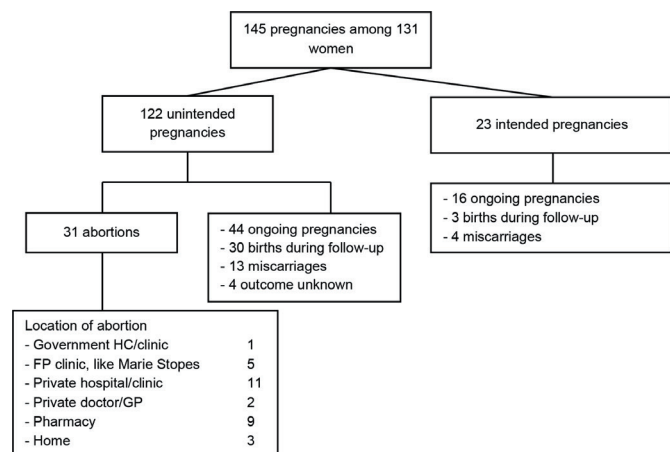 145 pregnancies among 131
women
122 unintended
pregnancies
23 intended pregnancies
31 abortions
- 44 ongoing pregnancies
- 30 births during follow-up
- 13 miscarriages
- 4 outcome unknown
- 16 ongoing pregnancies
- 3 births during follow-up
- 4 miscarriages
Location of abortion
- Government HC/clinic 1
- FP clinic, like Marie Stopes 5
- Private hospital/clinic 11
- Private doctor/GP 2
- Pharmacy 9
- Home 3